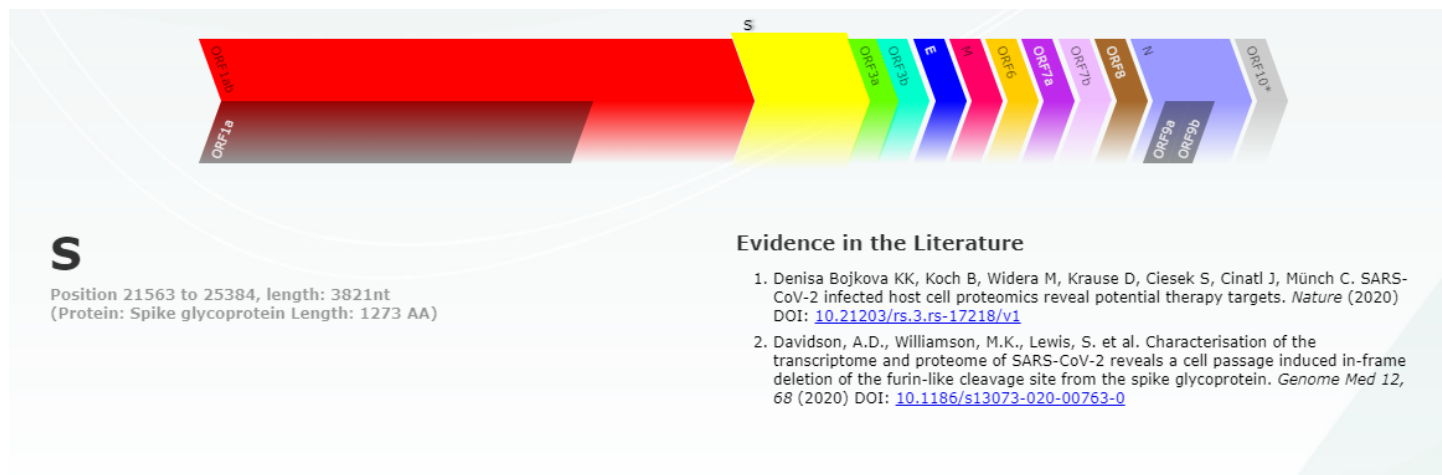 S
ORF1ab
ORF1a
ORF3a
ORF3b
E
M
ORF6
ORF7a
ORF7b
ORF8
N
ORF9a
ORF9b
ORF10*
S
Position 21563 to 25384, length: 3821nt
(Protein: Spike glycoprotein Length: 1273 AA)
Evidence in the Literature
1. Denisa Bojkova KK, Koch B, Widera M, Krause D, Ciesek S, Cinatl J, Münch C. SARS-
CoV-2 infected host cell proteomics reveal potential therapy targets. Nature (2020)
DOI: 10.21203/rs.3.rs-17218/v1
2. Davidson, A.D., Williamson, M.K., Lewis, S. et al. Characterisation of the
transcriptome and proteome of SARS-CoV-2 reveals a cell passage induced in-frame
deletion of the furin-like cleavage site from the spike glycoprotein. Genome Med 12,
68 (2020) DOI: 10.1186/s13073-020-00763-0